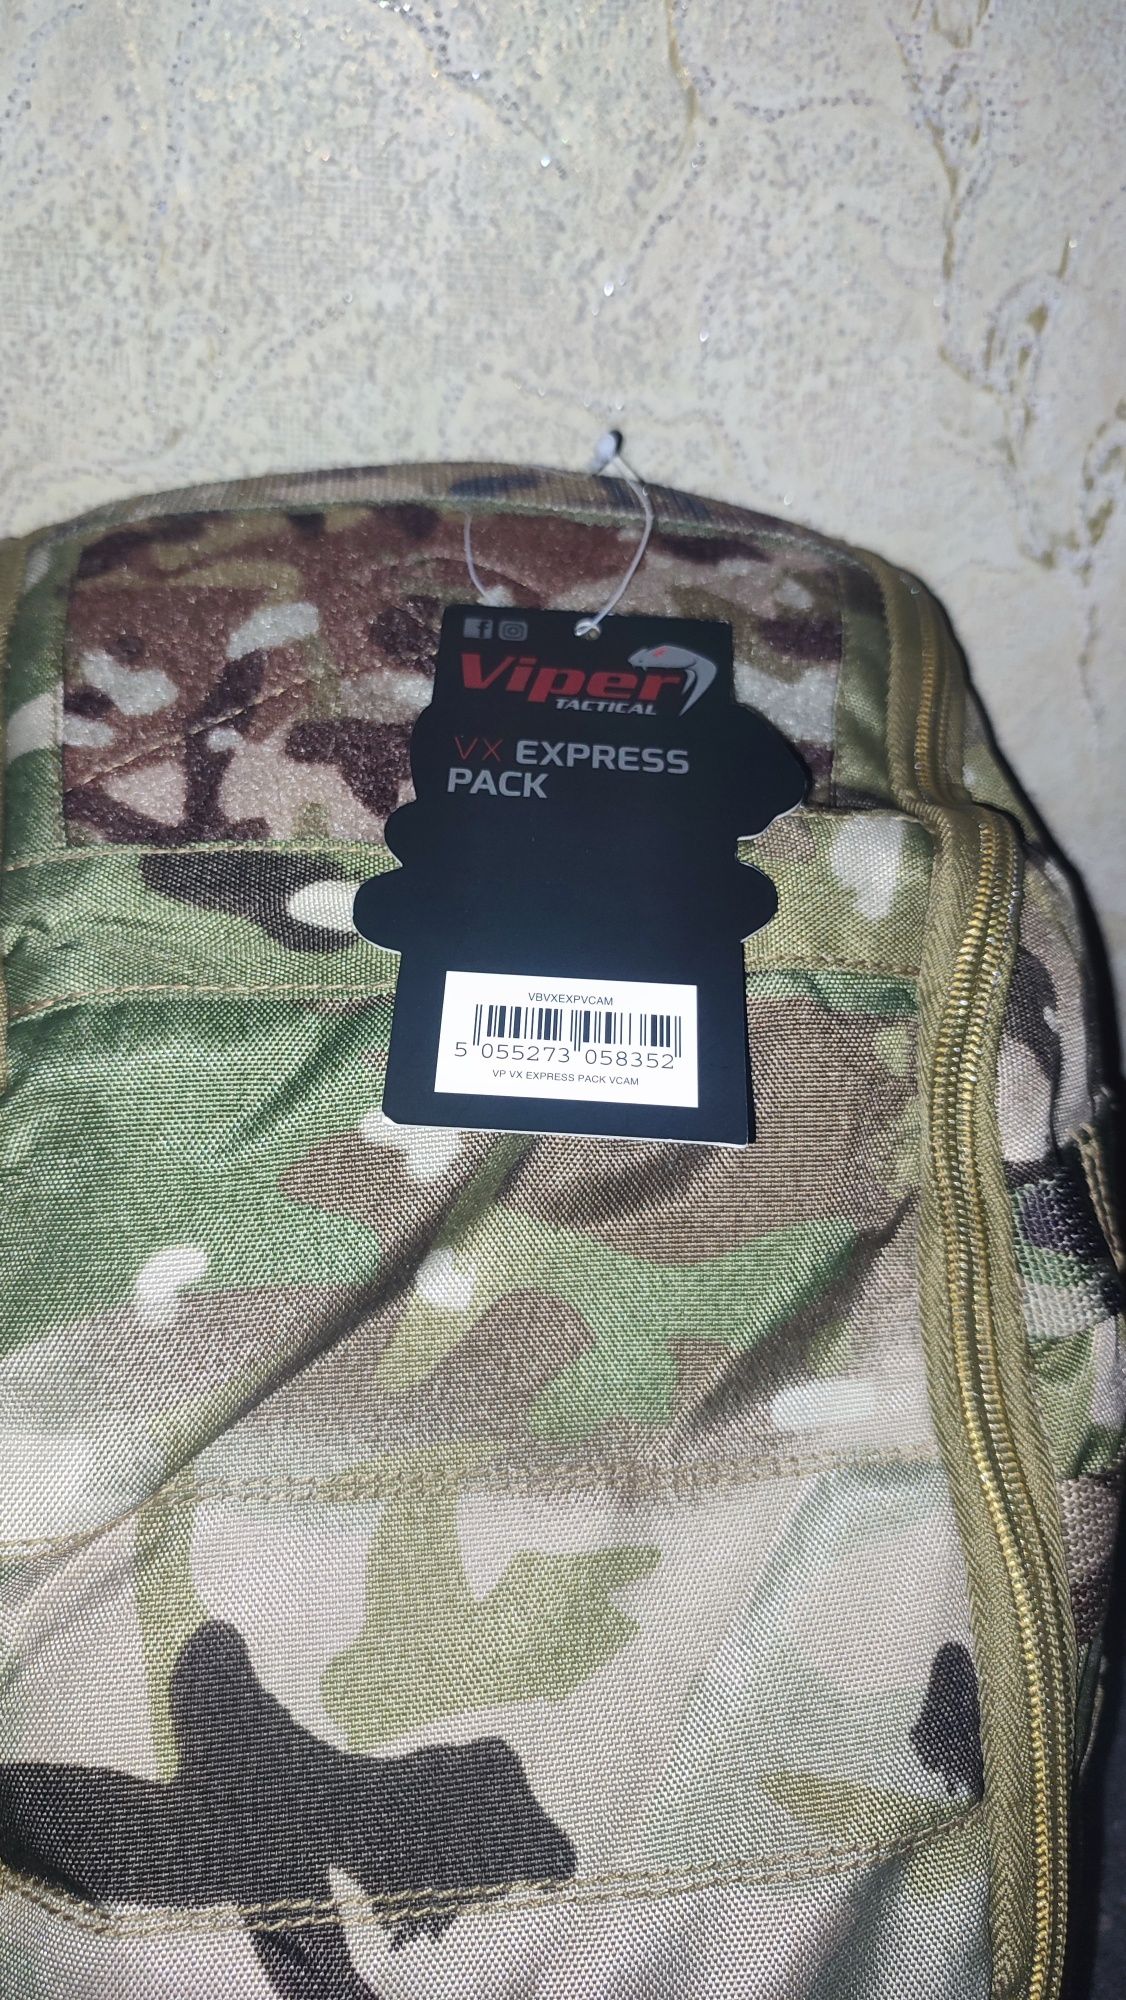 Viper
TACTICAL
VX EXPRESS
PACK
VBVXEXPVCAM
5 055273 058352
VP VX EXPRESS PACK VCAM